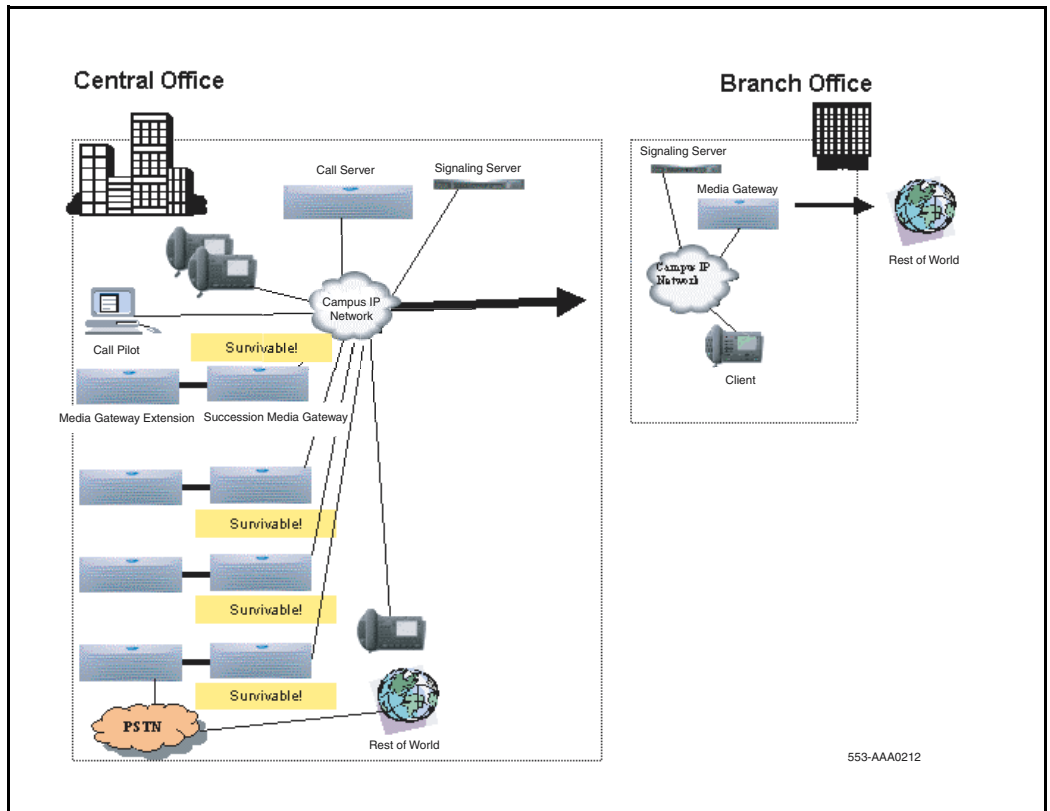 Central Office
Branch Office
Call Server
Signaling Server
Signaling Server
Media Gateway
Rest of World
Campus IP
Network
Campus IP
Network
Call Pilot
Survivable!
Client
Media Gateway Extension
Succession Media Gateway
Survivable!
Survivable!
Survivable!
PSTN
Rest of World
553-AAA0212